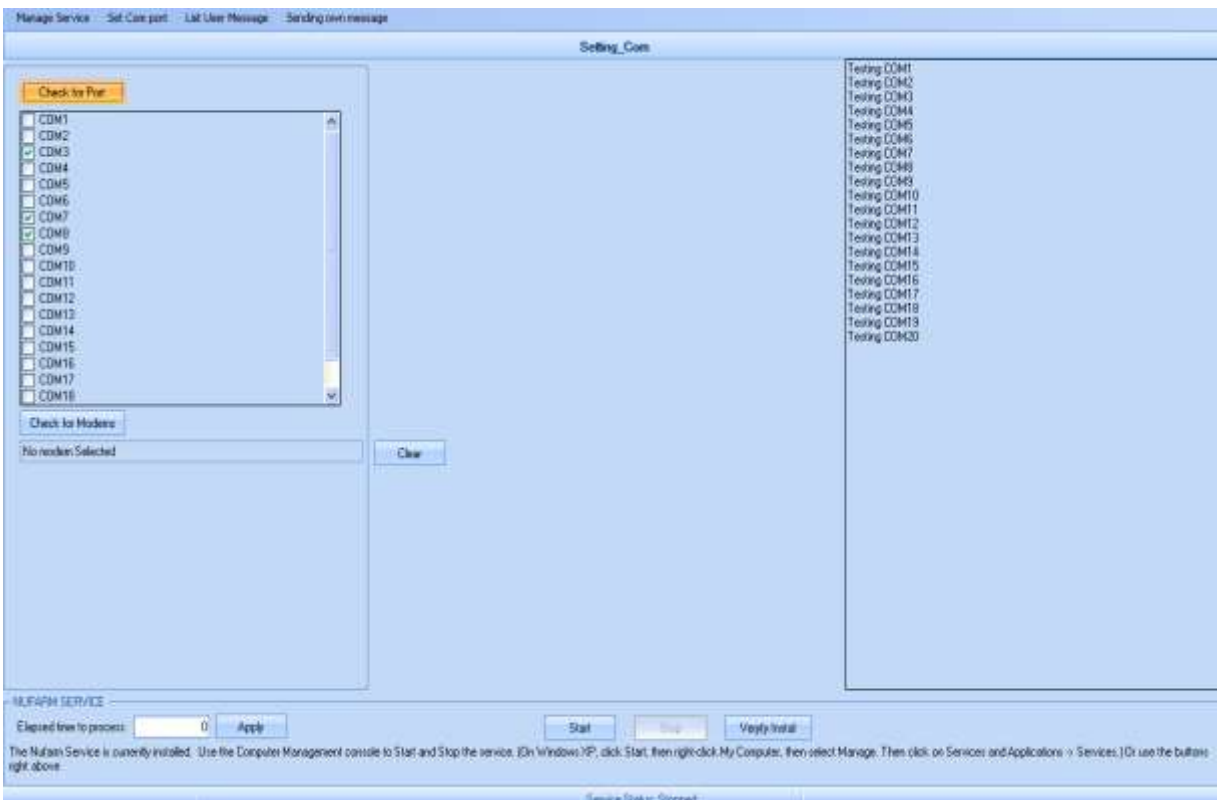 Manage Service Set Com port List User Message Sending own message
Setting_Com
Check for Port
COM1
COM2
COM3
COM4
COM5
COM6
COM7
COM8
COM9
COM10
COM11
COM12
COM13
COM14
COM15
COM16
COM17
COM18
Check for Modems
No modem Selected
Clear
Testing COM1
Testing COM2
Testing COM3
Testing COM4
Testing COM5
Testing COM6
Testing COM7
Testing COM8
Testing COM9
Testing COM10
Testing COM11
Testing COM12
Testing COM13
Testing COM14
Testing COM15
Testing COM16
Testing COM17
Testing COM18
Testing COM19
Testing COM20
NUFARM SERVICE
Elapsed time to process 0 Apply Start Stop Verify Install
The Nufarm Service is currently installed. Use the Computer Management console to Start and Stop the service. (On Windows XP, click Start, then right-click My Computer, then select Manage. Then click on Services and Applications -> Services.) Or use the buttons
right above.
Service Status: Stopped